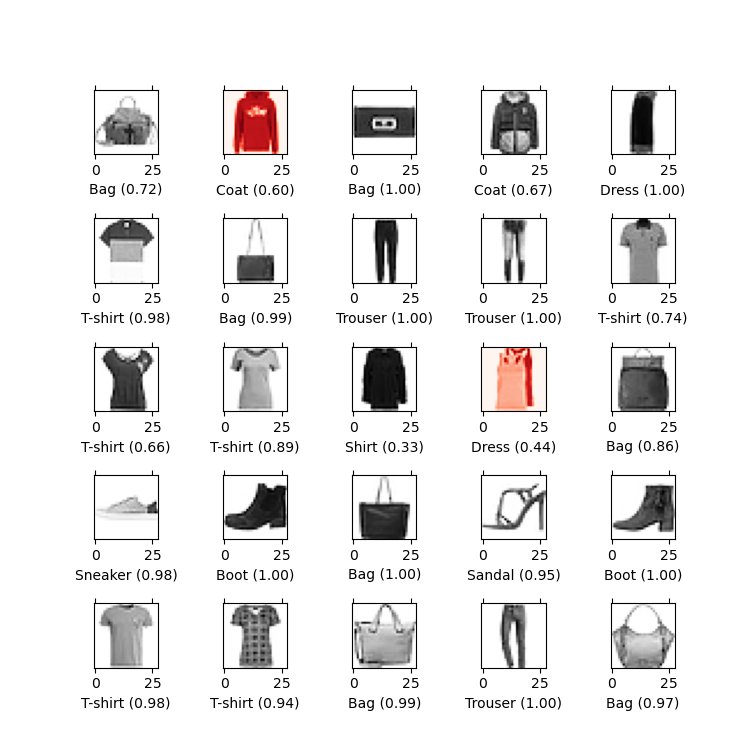 0 25 0 25 0 25 0 25 0 25
Bag (0.72) Coat (0.60) Bag (1.00) Coat (0.67) Dress (1.00)
0 25 0 25 0 25 0 25 0 25
T-shirt (0.98) Bag (0.99) Trouser (1.00) Trouser (1.00) T-shirt (0.74)
0 25 0 25 0 25 0 25 0 25
T-shirt (0.66) T-shirt (0.89) Shirt (0.33) Dress (0.44) Bag (0.86)
0 25 0 25 0 25 0 25 0 25
Sneaker (0.98) Boot (1.00) Bag (1.00) Sandal (0.95) Boot (1.00)
0 25 0 25 0 25 0 25 0 25
T-shirt (0.98) T-shirt (0.94) Bag (0.99) Trouser (1.00) Bag (0.97)